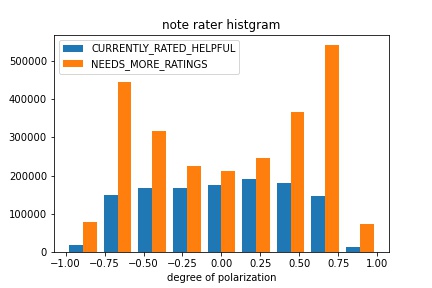 note rater histgram
CURRENTLY_RATED_HELPFUL
NEEDS_MORE_RATINGS
500000
400000
300000
200000
100000
0
−1.00 −0.75 −0.50 −0.25 0.00 0.25 0.50 0.75 1.00
degree of polarization